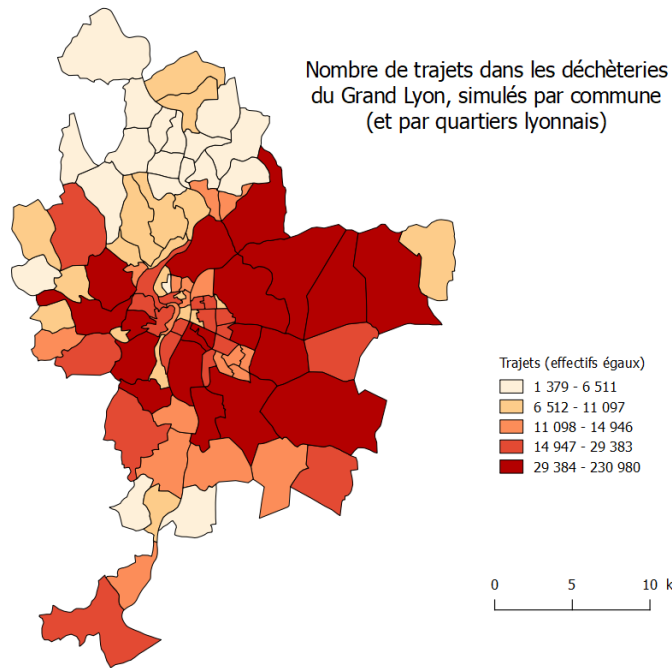 Nombre de trajets dans les déchèteries
du Grand Lyon, simulés par commune
(et par quartiers lyonnais)
Trajets (effectifs égaux)
1 379 - 6 511
6 512 - 11 097
11 098 - 14 946
14 947 - 29 383
29 384 - 230 980
0 5 10 k